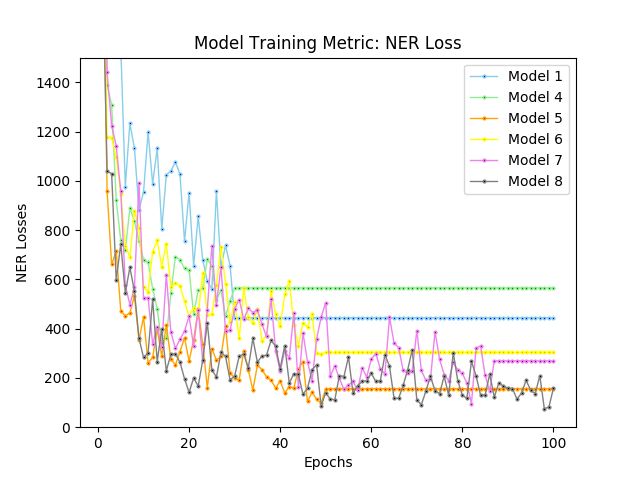 Model Training Metric: NER Loss
NER Losses
1400
1200
1000
800
600
400
200
0
Model 1
Model 4
Model 5
Model 6
Model 7
Model 8
0 20 40 60 80 100
Epochs